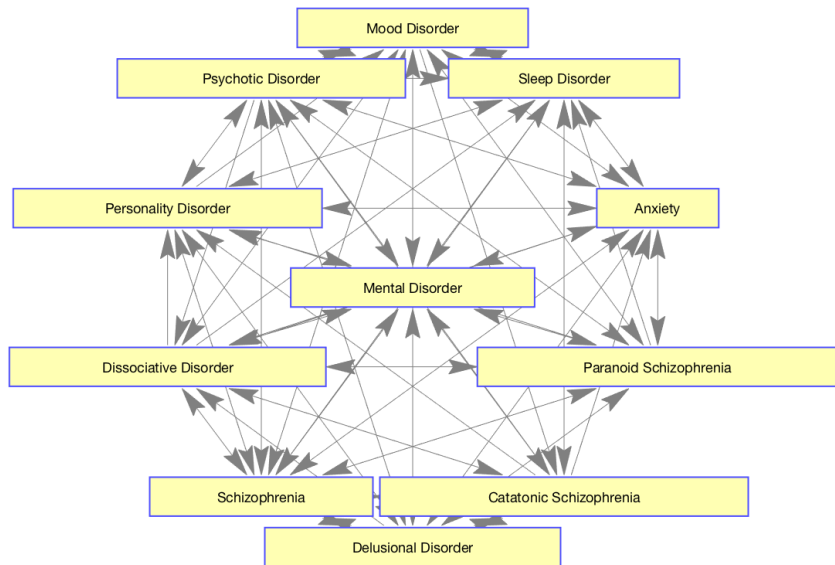 Mood Disorder
Psychotic Disorder
Sleep Disorder
Personality Disorder
Anxiety
Mental Disorder
Dissociative Disorder
Paranoid Schizophrenia
Schizophrenia
Catatonic Schizophrenia
Delusional Disorder